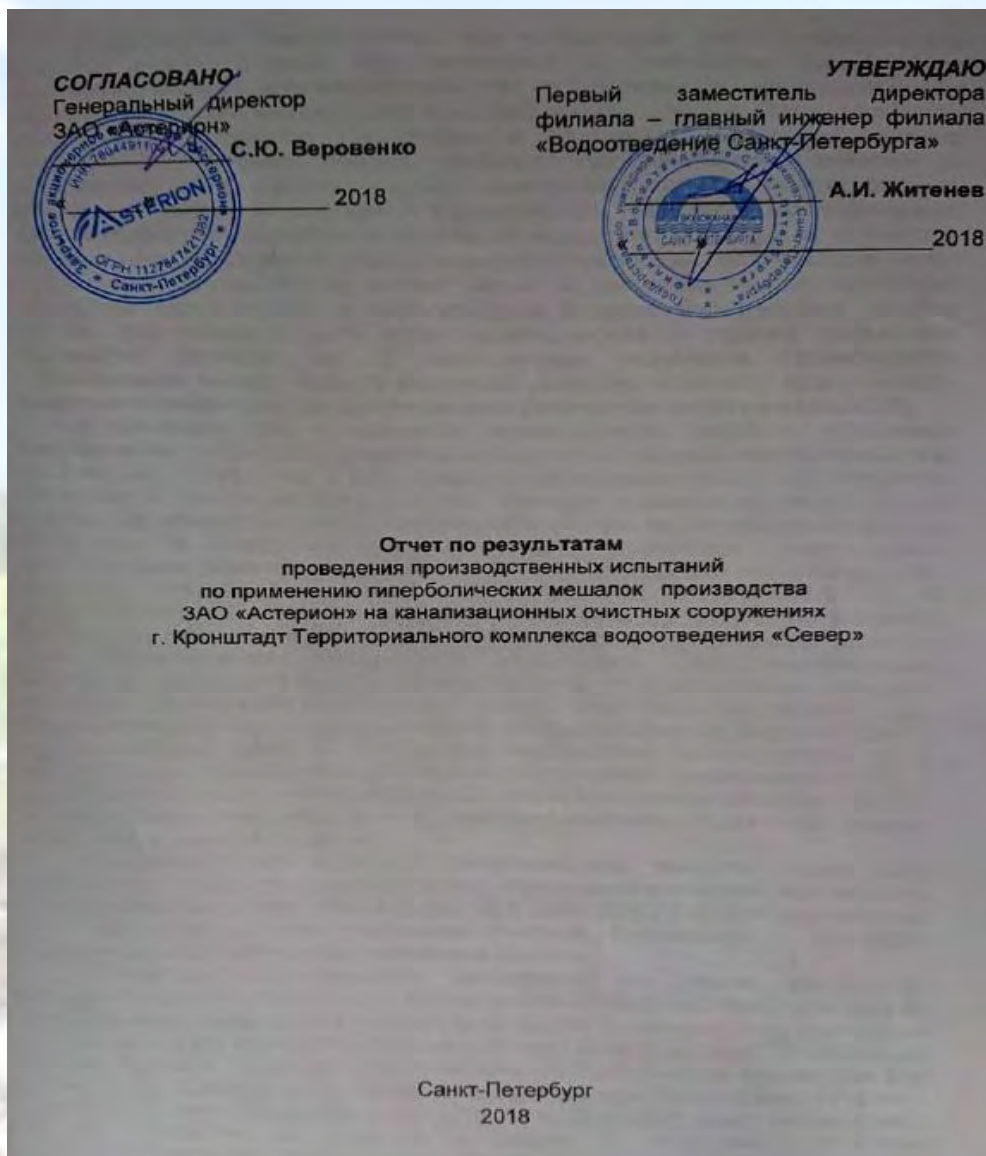 СОГЛАСОВАНО
Генеральный директор
ЗАО «Астерион»
С.Ю. Веровенко
2018
ASTERION
Санкт-Петербург
УТВЕРЖДАЮ
Первый заместитель директора
филиала – главный инженер филиала
«Водоотведение Санкт-Петербурга»
А.И. Житенев
« » 2018
САНКТ-ПЕТЕРБУРГА
Отчет по результатам
проведения производственных испытаний
по применению гиперболических мешалок производства
ЗАО «Астерион» на канализационных очистных сооружениях
г. Кронштадт Территориального комплекса водоотведения «Север»
Санкт-Петербург
2018